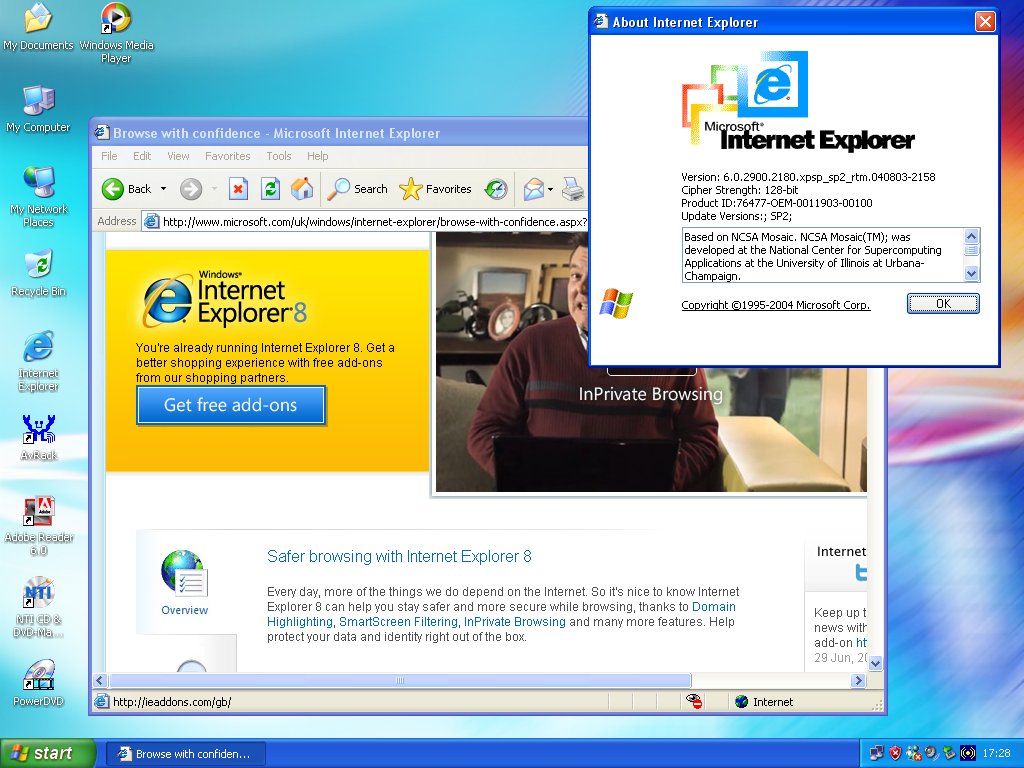 My Documents
Windows Media
Player
My Computer
My Network
Places
Recycle Bin
Internet
Explorer
AvRack
Adobe Reader
6.0
NTI
NTI CD &
DVD-Ma...
PowerDVD
About Internet Explorer
Microsoft®
Internet Explorer
Version: 6.0.2900.2180.xpsp_sp2_rtm.040803-2158
Cipher Strength: 128-bit
Product ID:76477-OEM-0011903-00100
Update Versions:; SP2;
Based on NCSA Mosaic. NCSA Mosaic(TM); was
developed at the National Center for Supercomputing
Applications at the University of Illinois at Urbana-
Champaign.
Copyright ©1995-2004 Microsoft Corp.
OK
Browse with confidence - Microsoft Internet Explorer
File Edit View Favorites Tools Help
Back Search Favorites
Address http://www.microsoft.com/uk/windows/internet-explorer/browse-with-confidence.aspx?
Windows®
Internet
Explorer 8
You're already running Internet Explorer 8. Get a
better shopping experience with free add-ons
from our shopping partners.
Get free add-ons
InPrivate Browsing
Overview
Safer browsing with Internet Explorer 8
Every day, more of the things we do depend on the Internet. So it's nice to know Internet
Explorer 8 can help you stay safer and more secure while browsing, thanks to Domain
Highlighting, SmartScreen Filtering, InPrivate Browsing and many more features. Help
protect your data and identity right out of the box.
Internet
Keep up t
news with
add-on ht
29 Jun, 20
http://ieaddons.com/gb/
Internet
start
Browse with confiden...
17:28